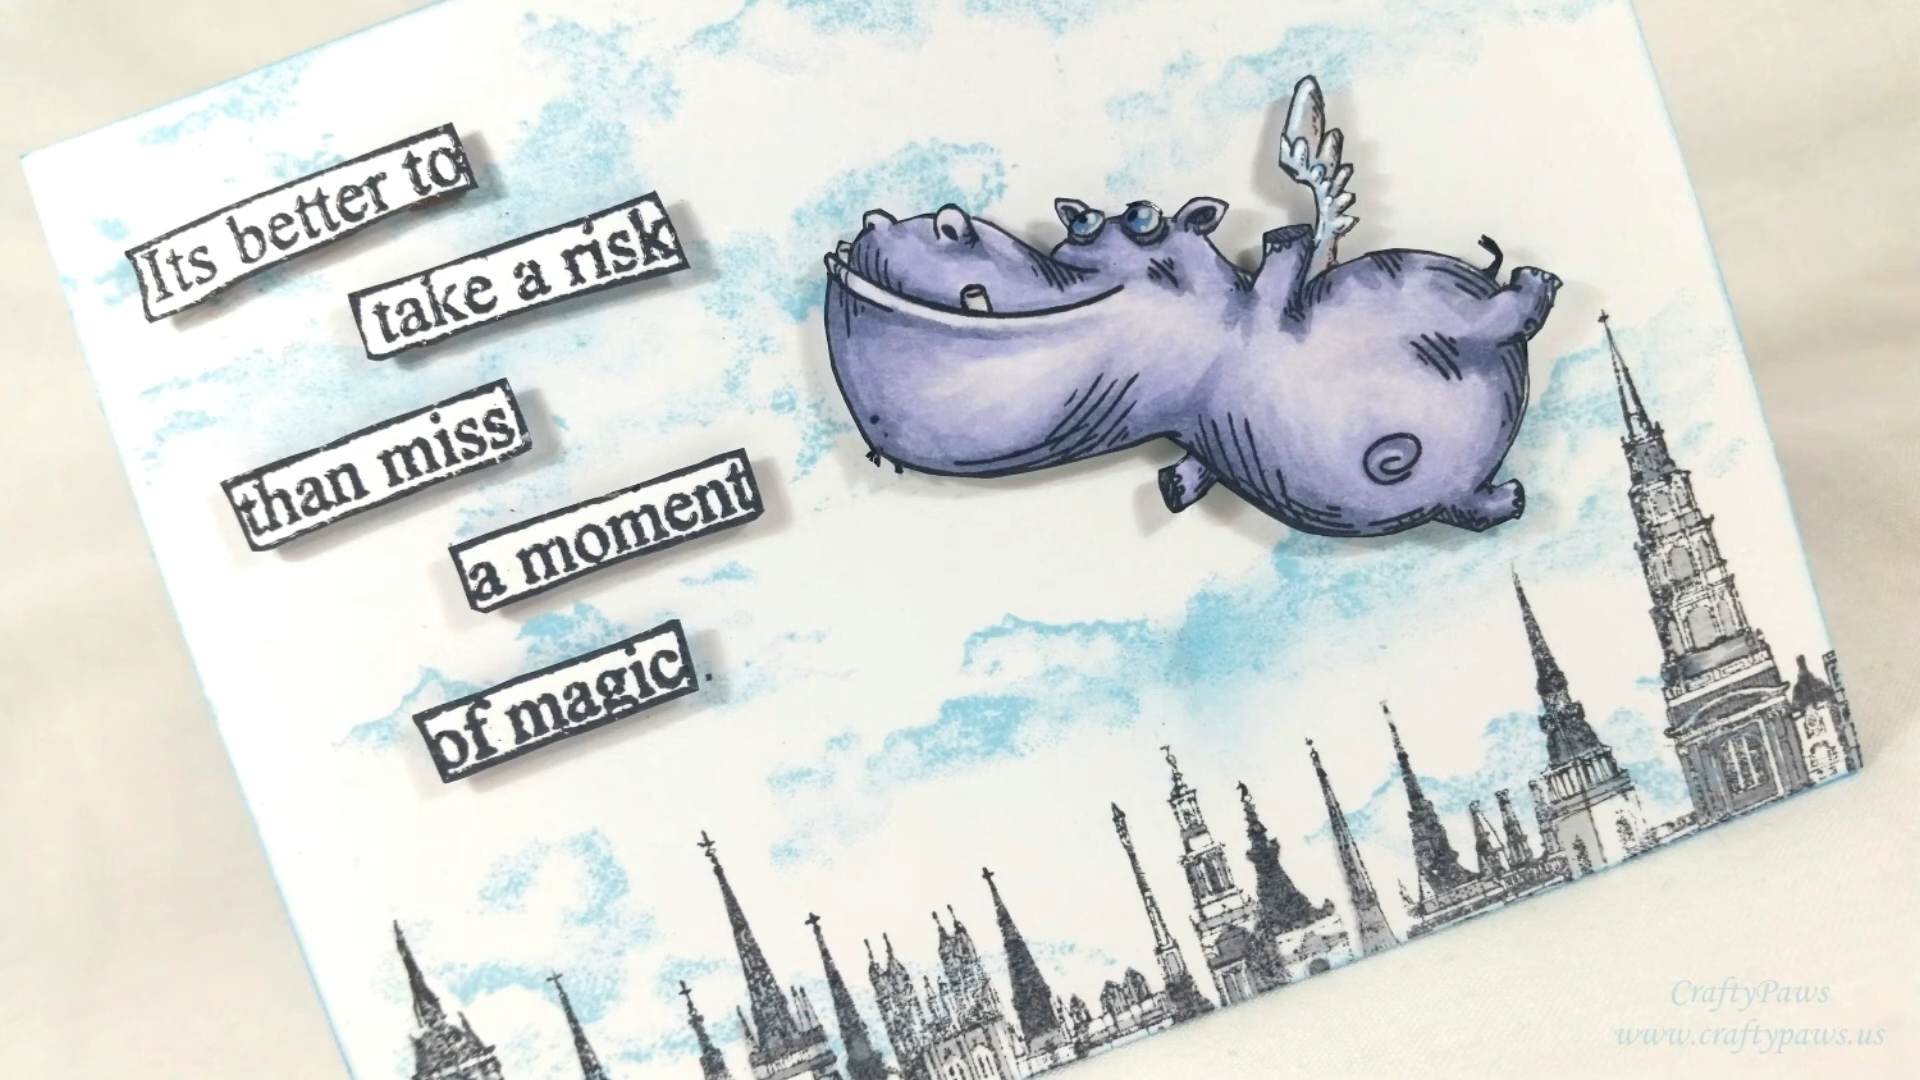 Its better to
take a risk
than miss
a moment
of magic.
CraftyPaws
www.craftypaws.us